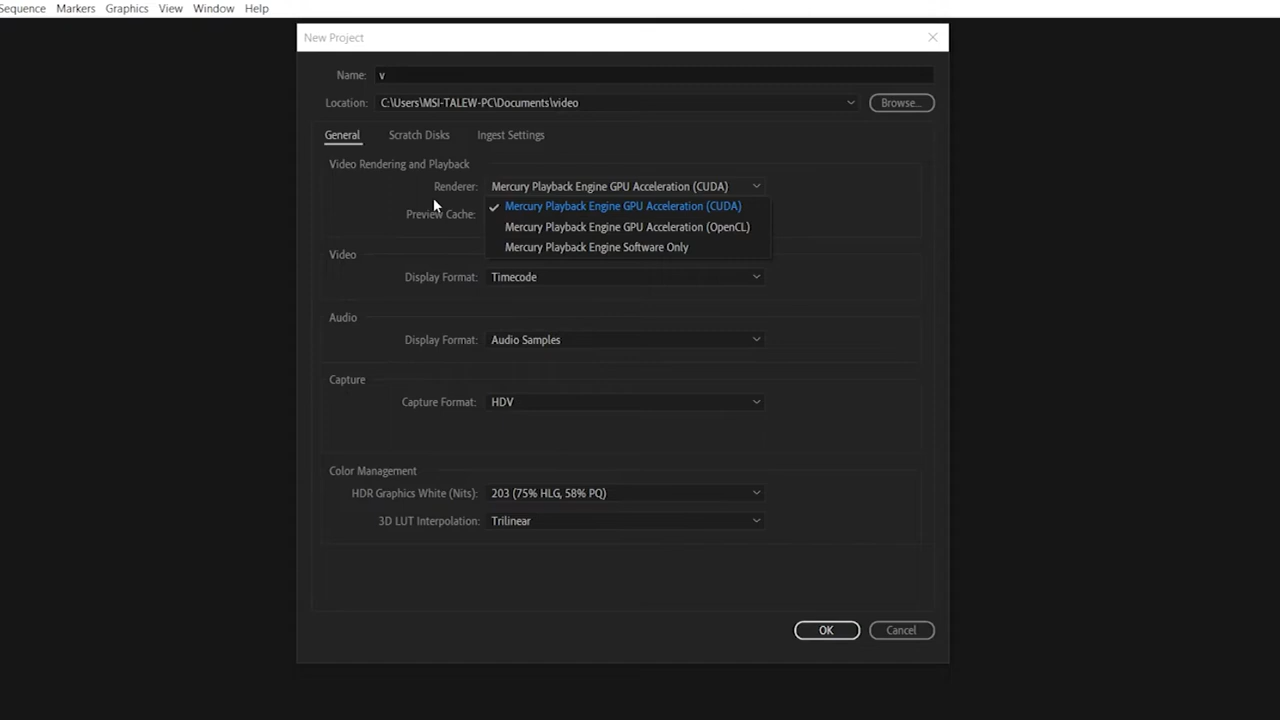 Sequence Markers Graphics View Window Help
New Project
Name: v
Location: C:\Users\MSI-TALEW-PC\Documents\video Browse...
General Scratch Disks Ingest Settings
Video Rendering and Playback
Renderer: Mercury Playback Engine GPU Acceleration (CUDA)
Mercury Playback Engine GPU Acceleration (CUDA)
Preview Cache:
Mercury Playback Engine GPU Acceleration (OpenCL)
Mercury Playback Engine Software Only
Video
Display Format: Timecode
Audio
Display Format: Audio Samples
Capture
Capture Format: HDV
Color Management
HDR Graphics White (Nits): 203 (75% HLG, 58% PQ)
3D LUT Interpolation: Trilinear
OK Cancel